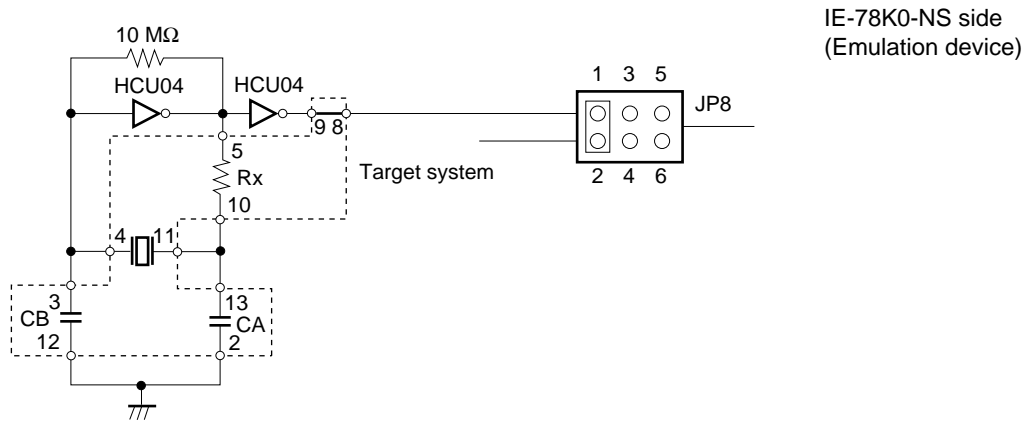 IE-78K0-NS side
(Emulation device)
10 MΩ
HCU04
HCU04
1 3 5
JP8
9 8
5
Rx
Target system
2 4 6
10
4
11
3
13
CB
CA
12
2